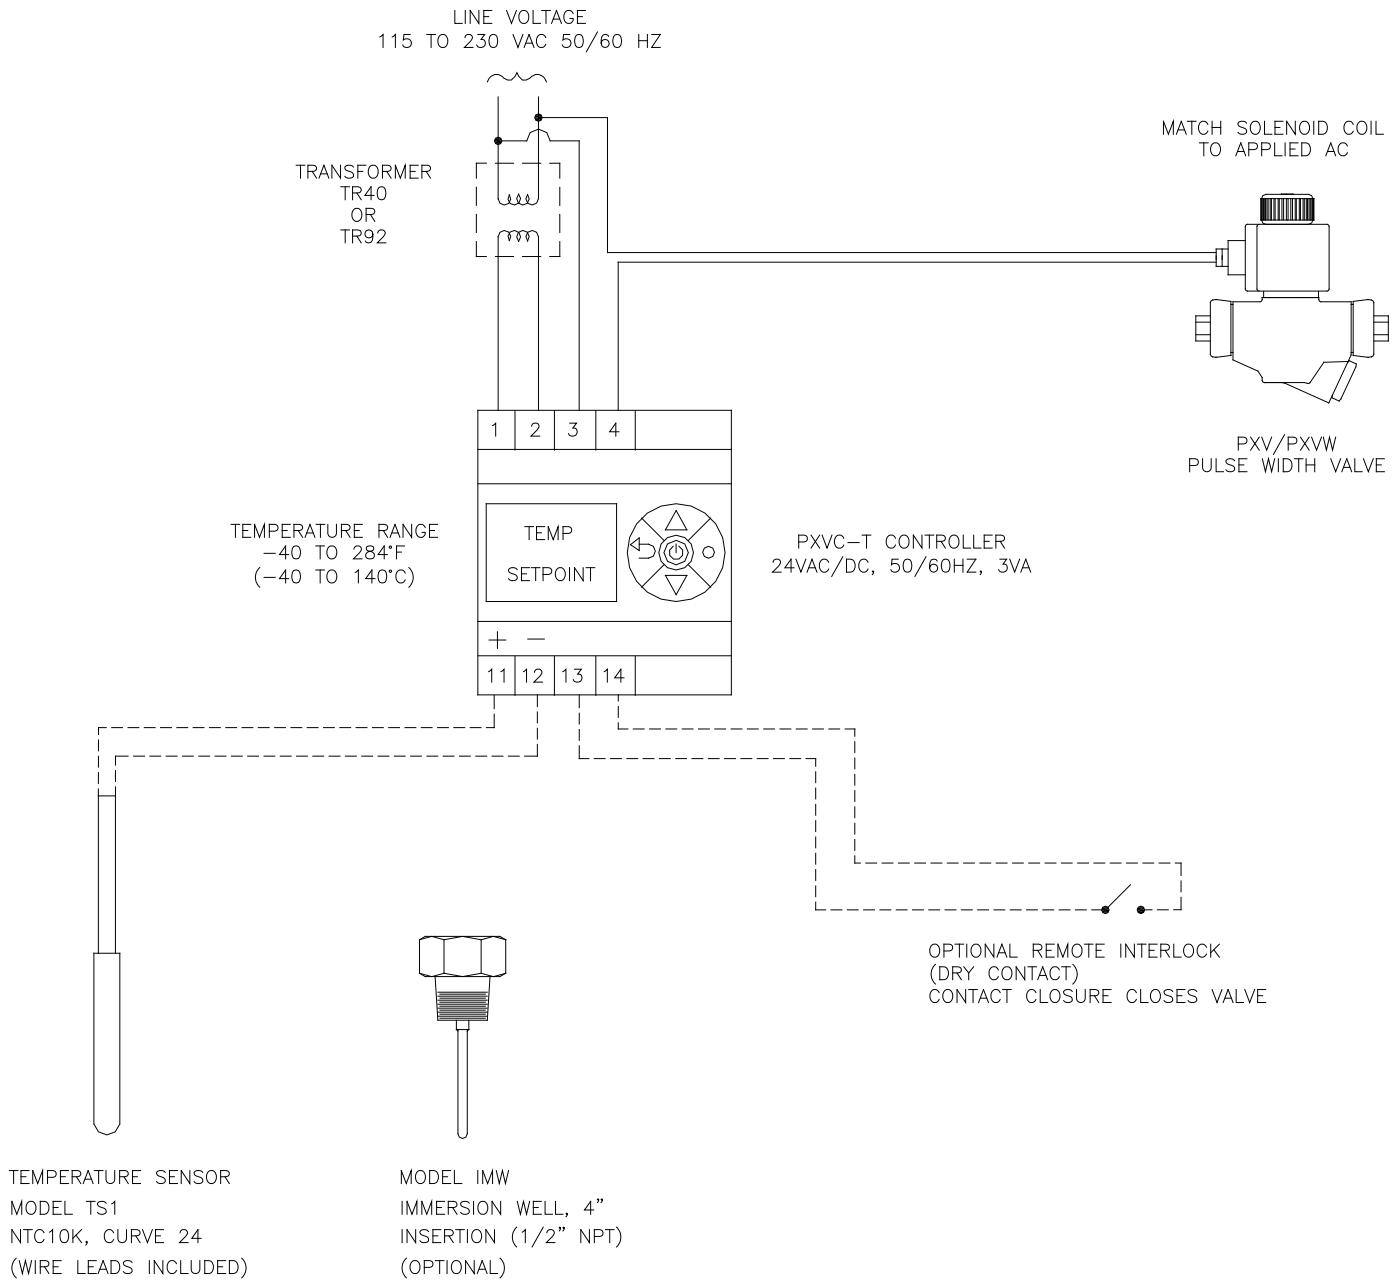 LINE VOLTAGE
115 TO 230 VAC 50/60 HZ
MATCH SOLENOID COIL
TO APPLIED AC
TRANSFORMER
TR40
OR
TR92
1 2 3 4
PXV/PXVW
PULSE WIDTH VALVE
TEMPERATURE RANGE
-40 TO 284°F
(-40 TO 140°C)
TEMP
SETPOINT
PXVC-T CONTROLLER
24VAC/DC, 50/60HZ, 3VA
+ -
11 12 13 14
OPTIONAL REMOTE INTERLOCK
(DRY CONTACT)
CONTACT CLOSURE CLOSES VALVE
TEMPERATURE SENSOR
MODEL TS1
NTC10K, CURVE 24
(WIRE LEADS INCLUDED)
MODEL IMW
IMMERSION WELL, 4”
INSERTION (1/2” NPT)
(OPTIONAL)